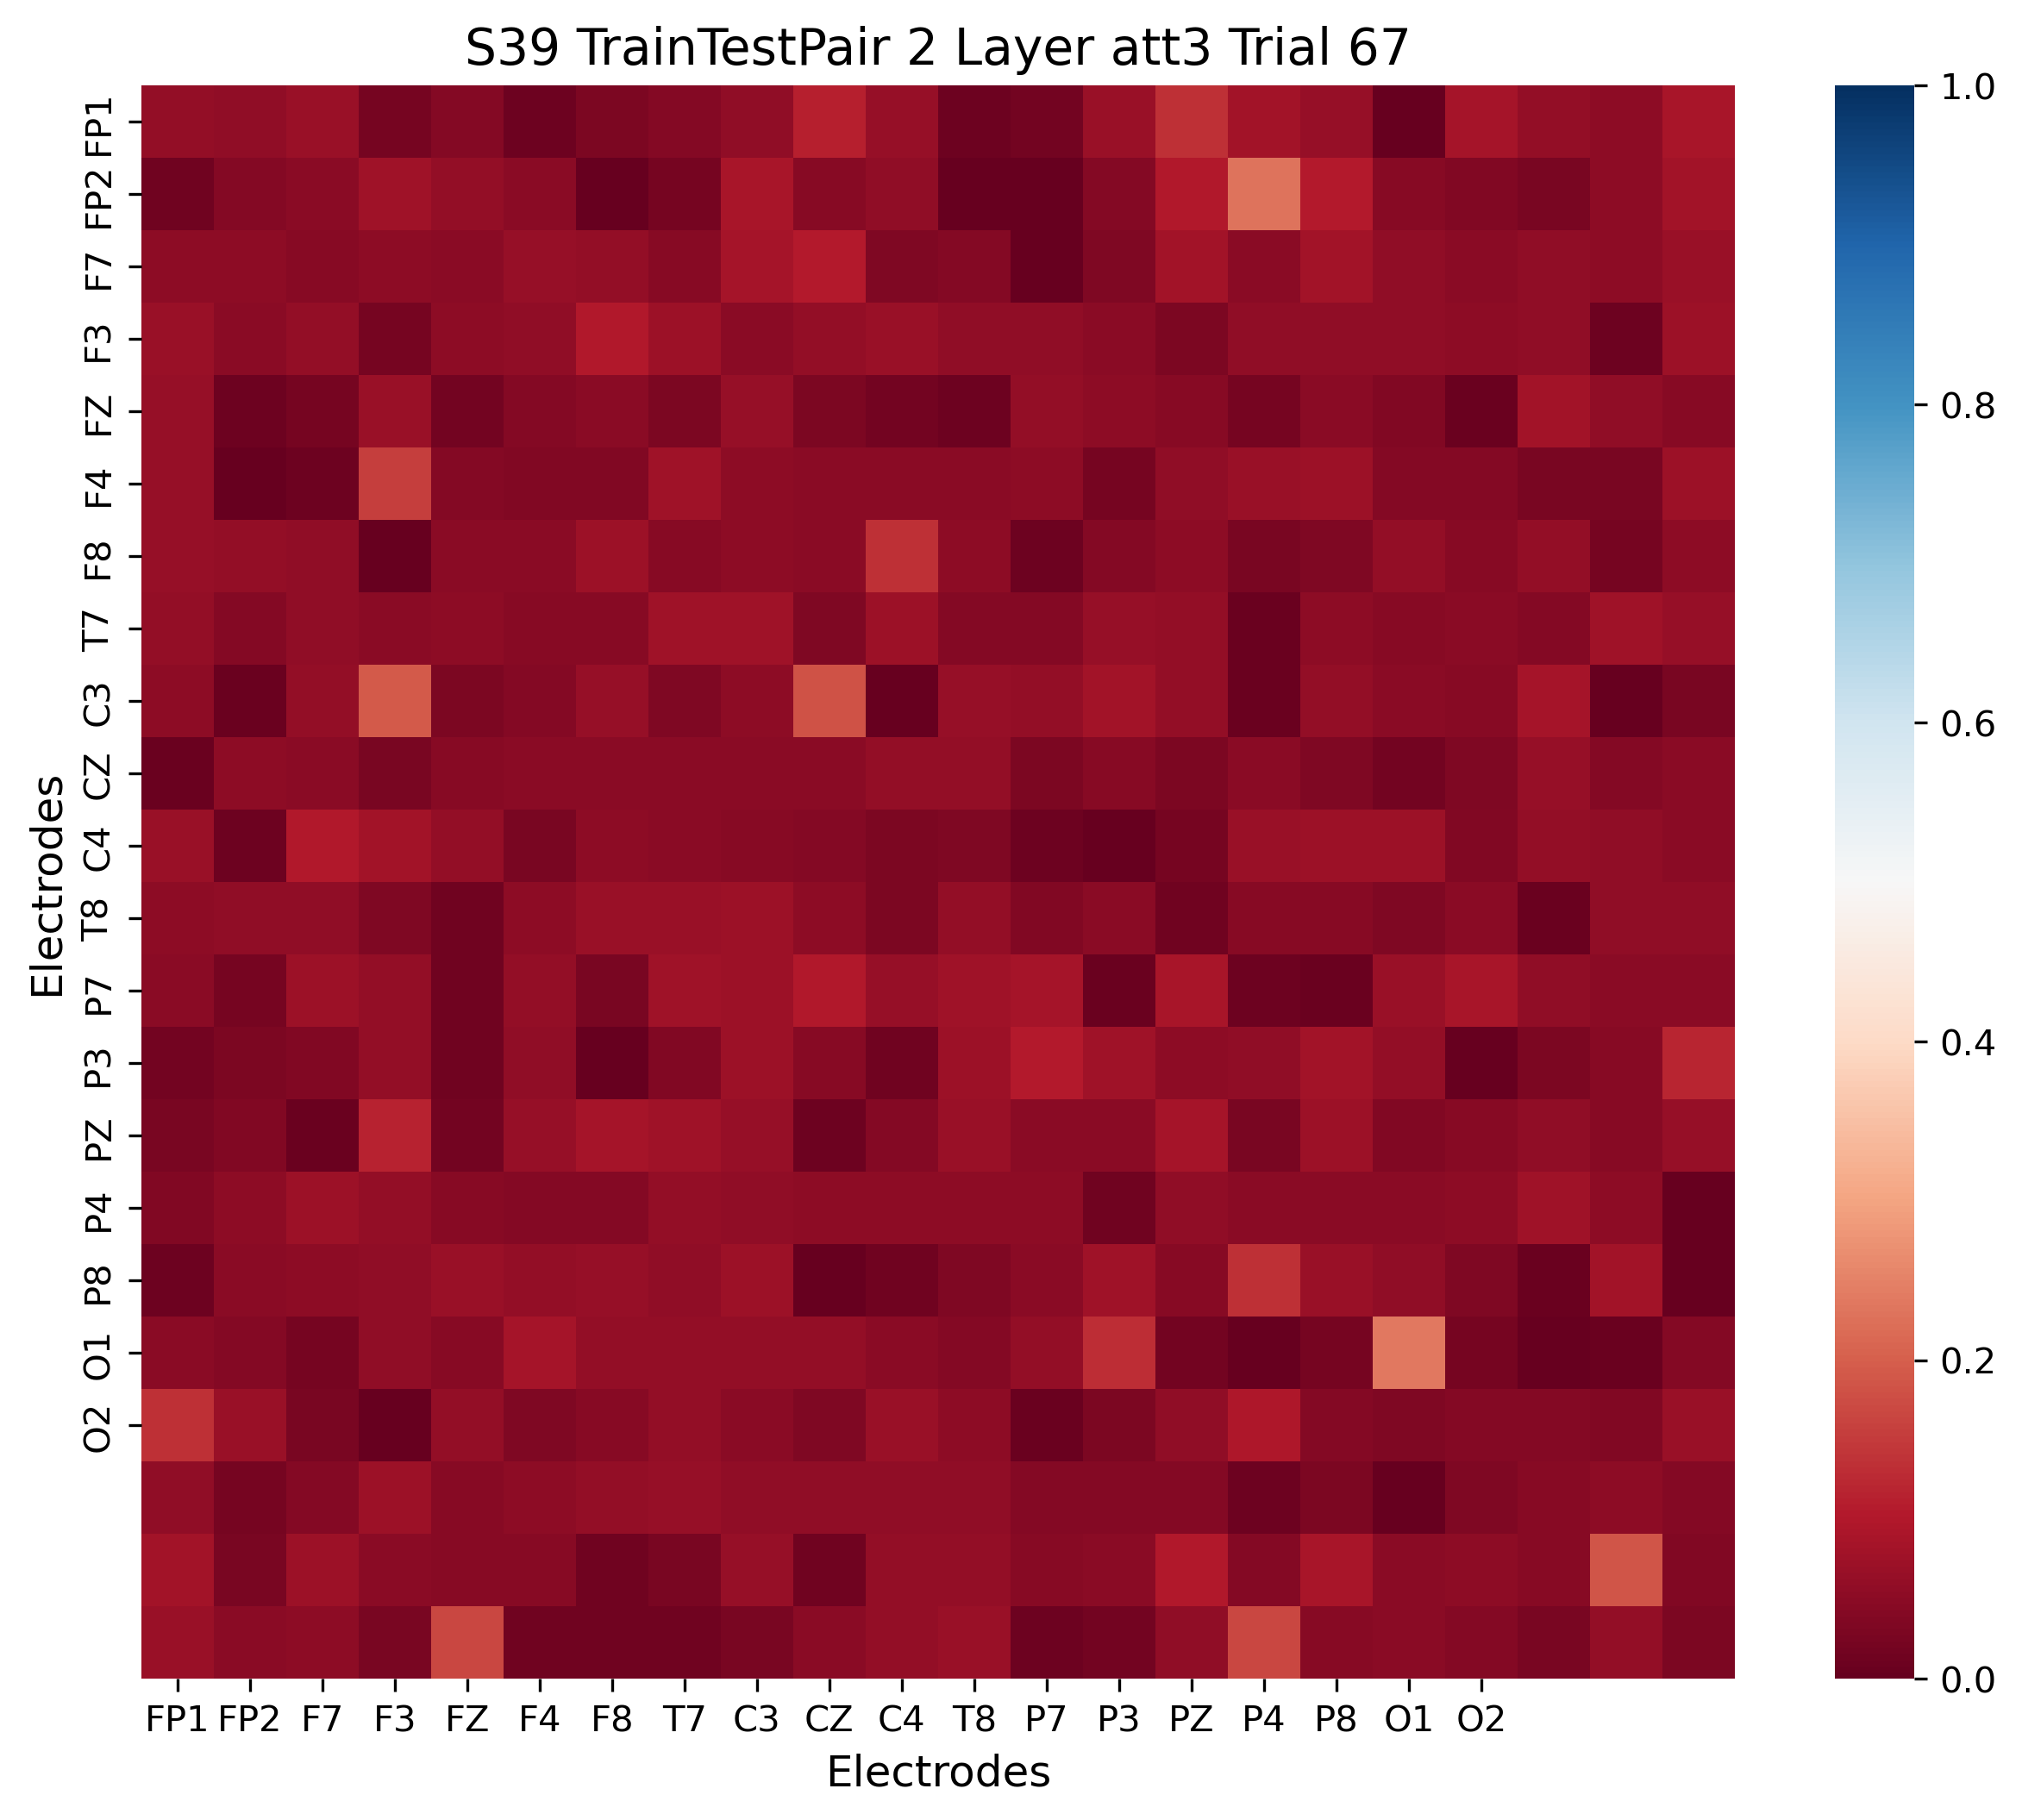 S39 TrainTestPair 2 Layer att3 Trial 67
Electrodes
FP1
FP2
F7
F3
FZ
F4
F8
T7
C3
CZ
C4
T8
P7
P3
PZ
P4
P8
O1
O2
FP1 FP2 F7 F3 FZ F4 F8 T7 C3 CZ C4 T8 P7 P3 PZ P4 P8 O1 O2
Electrodes
1.0
0.8
0.6
0.4
0.2
0.0